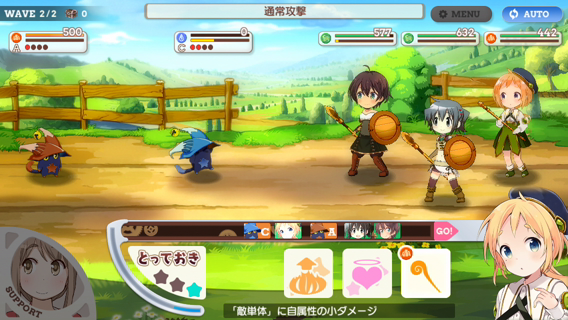 WAVE 2/2 0
通常攻撃
MENU
AUTO
500
A
0
C
577
632
442
C
A
GO!
とっておき
SUPPORT
「敵単体」に自属性の小ダメージ